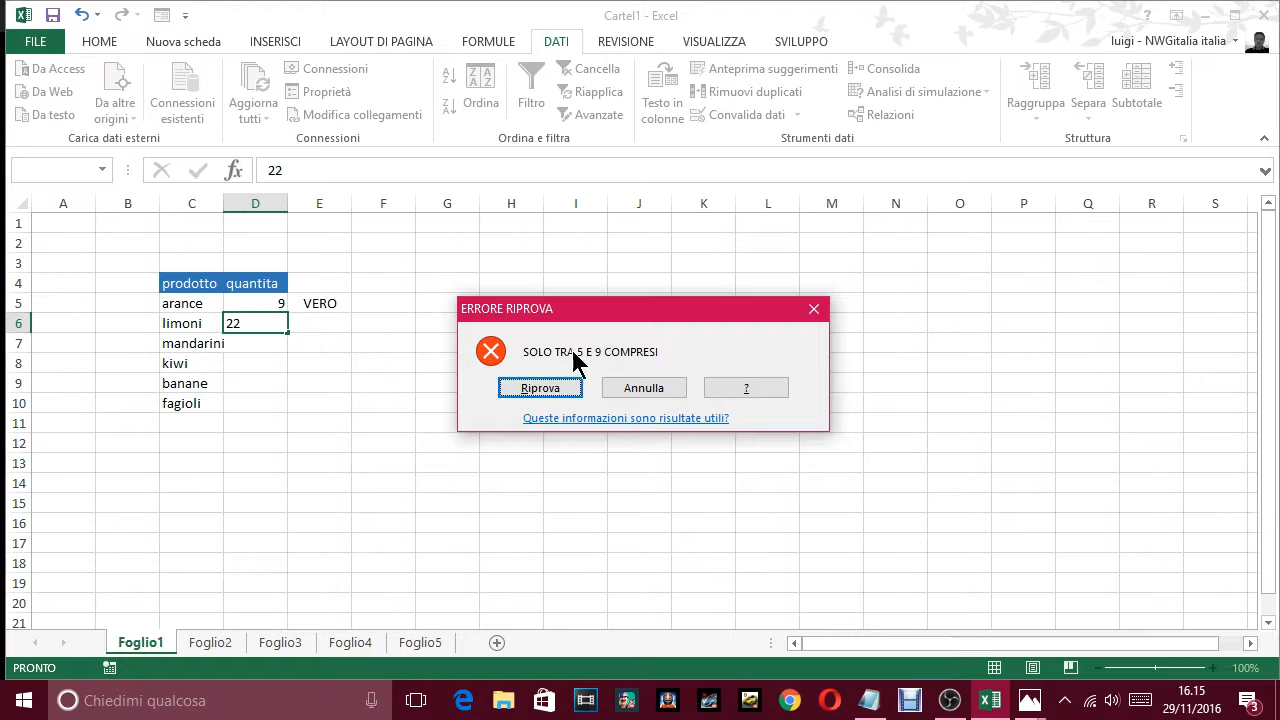 Cartel1 - Excel
?
FILE HOME Nuova scheda INSERISCI LAYOUT DI PAGINA FORMULE DATI REVISIONE VISUALIZZA SVILUPPO luigi - NWGitalia italia
Da Access
Da Web
Da testo
Da altre origini
Connessioni esistenti
Carica dati esterni
Aggiorna tutti
Connessioni
Proprietà
Modifica collegamenti
Connessioni
Ordina
Filtro
Cancella
Riapplica
Avanzate
Ordina e filtra
Testo in colonne
Anteprima suggerimenti
Rimuovi duplicati
Convalida dati
Consolida
Analisi di simulazione
Relazioni
Strumenti dati
Raggruppa
Separa
Subtotale
Struttura
fx 22
A B C D E F G H I J K L M N O P Q R S
1
2
3
4 prodotto quantita
5 arance 9 VERO
6 limoni 22
7 mandarini
8 kiwi
9 banane
10 fagioli
11
12
13
14
15
16
17
18
19
20
21
ERRORE RIPROVA
SOLO TRA 5 E 9 COMPRESI
Riprova Annulla ?
Queste informazioni sono risultate utili?
Foglio1 Foglio2 Foglio3 Foglio4 Foglio5
PRONTO 100%
Chiedimi qualcosa
16.15
29/11/2016
3